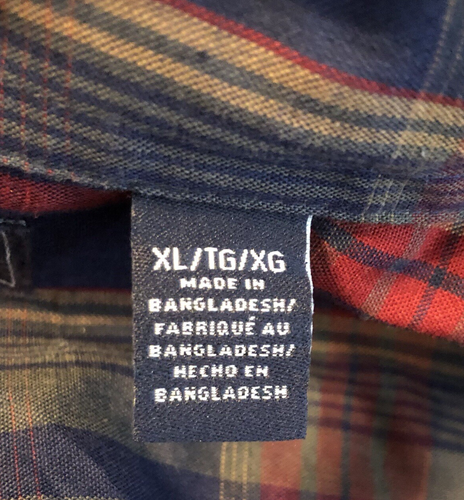 XL/TG/XG
MADE IN
BANGLADESH/
FABRIQUÉ AU
BANGLADESH/
HECHO EN
BANGLADESH